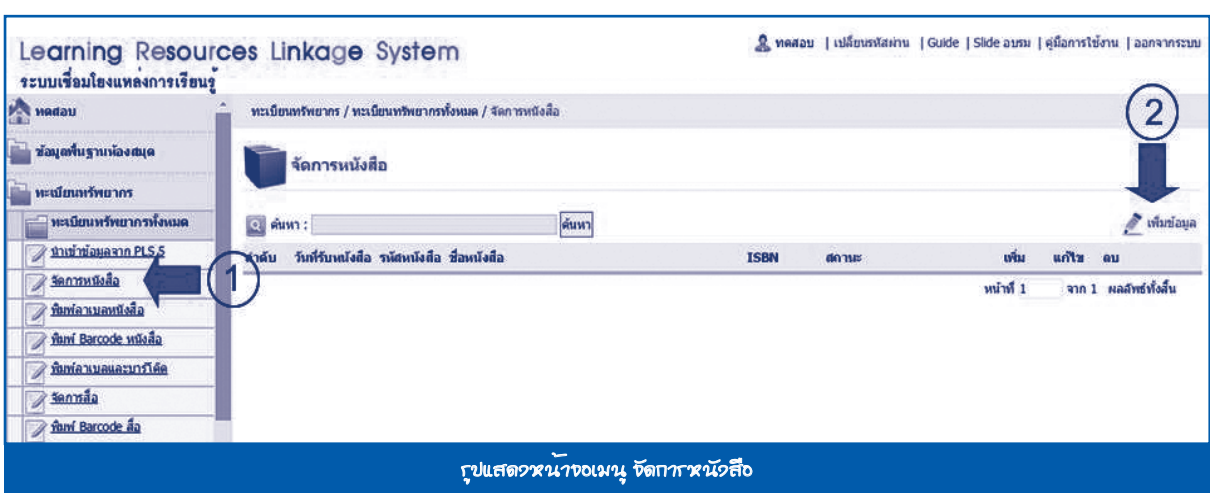 Learning Resources Linkage System
ระบบเชื่อมโยงแหล่งการเรียนรู้
ทดสอบ | เปลี่ยนรหัสผ่าน | Guide | Slide อบรม | คู่มือการใช้งาน | ออกจากระบบ
ทดสอบ
ข้อมูลพื้นฐานห้องสมุด
ทะเบียนทรัพยากร
ทะเบียนทรัพยากรทั้งหมด
นำเข้าข้อมูลจาก PLS.5
จัดการหนังสือ
พิมพ์ลาเบลหนังสือ
พิมพ์ Barcode หนังสือ
พิมพ์ลาเบลและบาร์โค้ด
จัดการสื่อ
พิมพ์ Barcode สื่อ
1
ทะเบียนทรัพยากร / ทะเบียนทรัพยากรทั้งหมด / จัดการหนังสือ
2
จัดการหนังสือ
ค้นหา : ค้นหา
เพิ่มข้อมูล
ลำดับ วันที่รับหนังสือ รหัสหนังสือ ชื่อหนังสือ ISBN สถานะ เพิ่ม แก้ไข ลบ
หน้าที่ 1 จาก 1 ผลลัพธ์ทั้งสิ้น
รูปแสดงหน้าจอเมนู จัดการหนังสือ